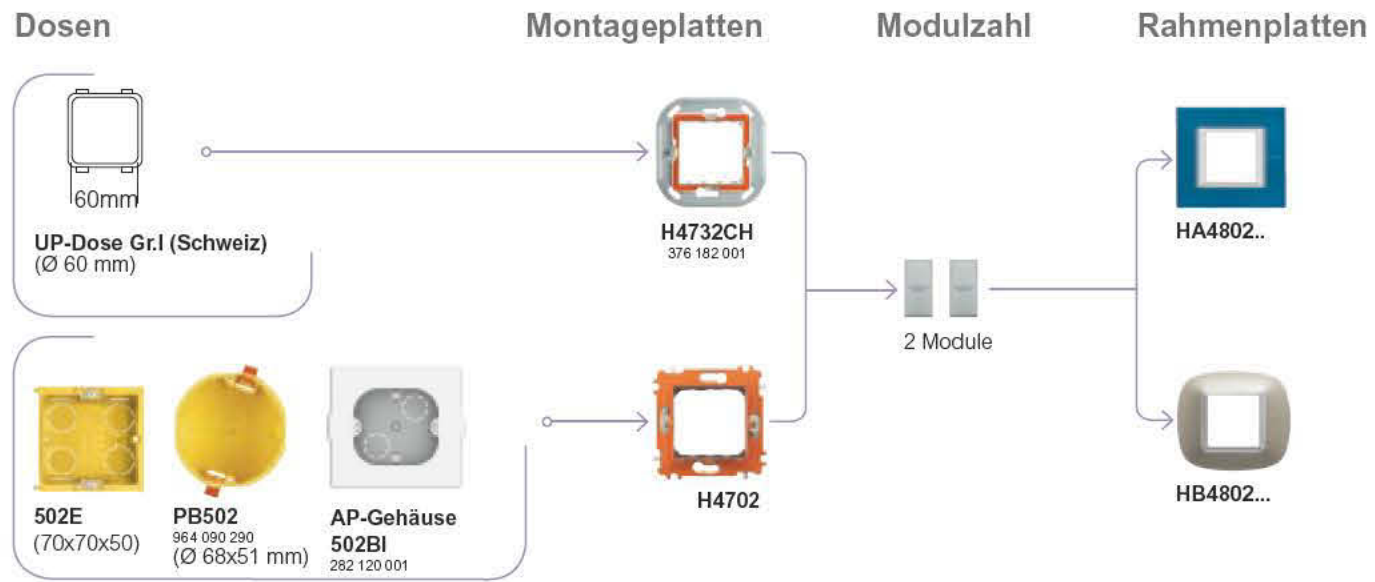 Dosen
Montageplatten
Modulzahl
Rahmenplatten
60mm
UP-Dose Gr.I (Schweiz)
(Ø 60 mm)
H4732CH
376 182 001
HA4802..
2 Module
502E
(70x70x50)
PB502
964 090 290
(Ø 68x51 mm)
AP-Gehäuse
502BI
282 120 001
H4702
HB4802...